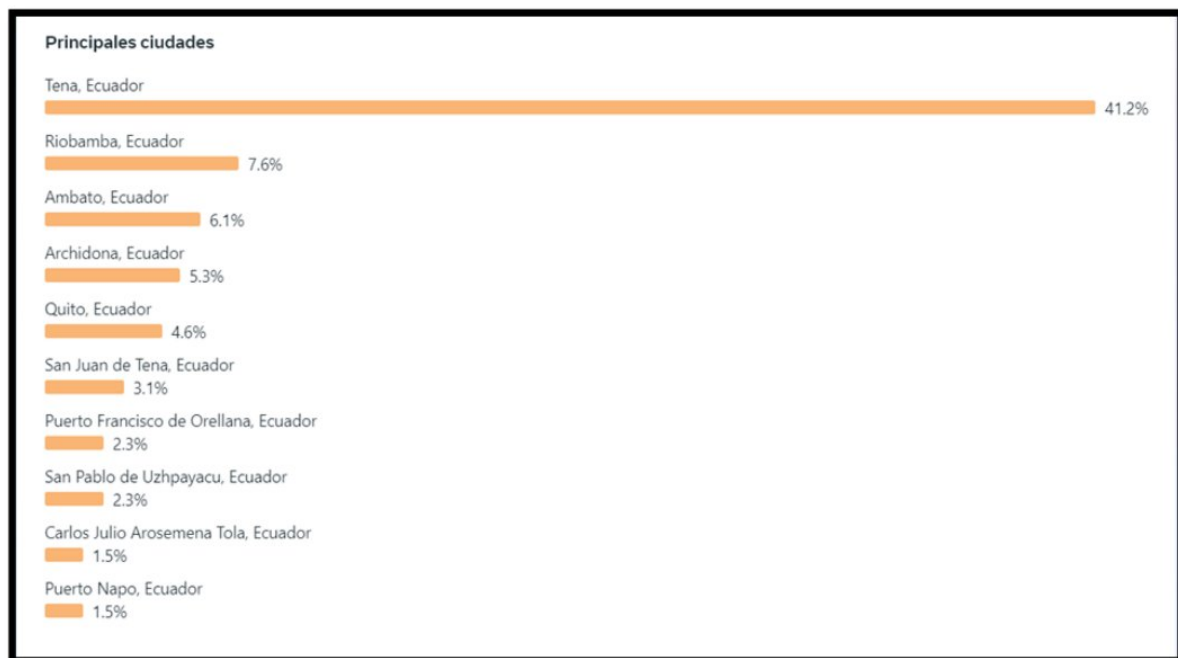 Principales ciudades
Tena, Ecuador
41.2%
Riobamba, Ecuador
7.6%
Ambato, Ecuador
6.1%
Archidona, Ecuador
5.3%
Quito, Ecuador
4.6%
San Juan de Tena, Ecuador
3.1%
Puerto Francisco de Orellana, Ecuador
2.3%
San Pablo de Uzhpayacu, Ecuador
2.3%
Carlos Julio Arosemena Tola, Ecuador
1.5%
Puerto Napo, Ecuador
1.5%